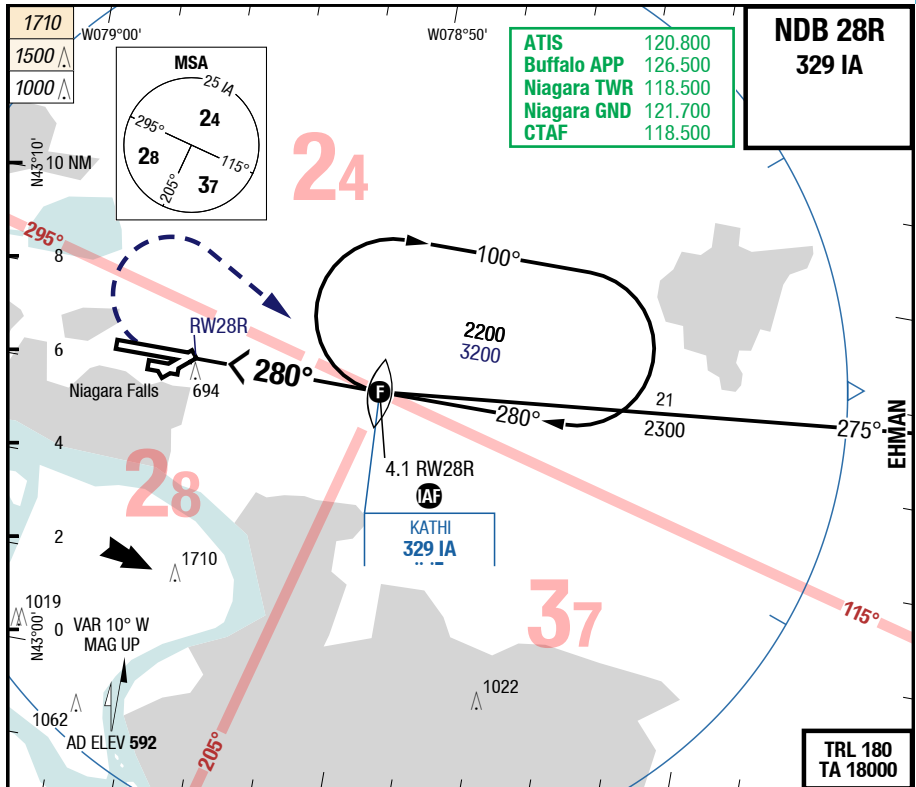 1710
1500
1000
W079°00'
W078°50'
MSA
25 IA
24
28
37
295°
115°
205°
ATIS 120.800
Buffalo APP 126.500
Niagara TWR 118.500
Niagara GND 121.700
CTAF 118.500
NDB 28R
329 IA
N43°10'
10 NM
24
295°
8
100°
RW28R
2200
3200
6
280°
Niagara Falls
694
F
280°
21
2300
275°
EHMAN
4
4.1 RW28R
IAF
28
KATHI
329 IA
2
1710
37
115°
1019
VAR 10° W
MAG UP
N43°00'
0
1062
1022
AD ELEV 592
205°
TRL 180
TA 18000